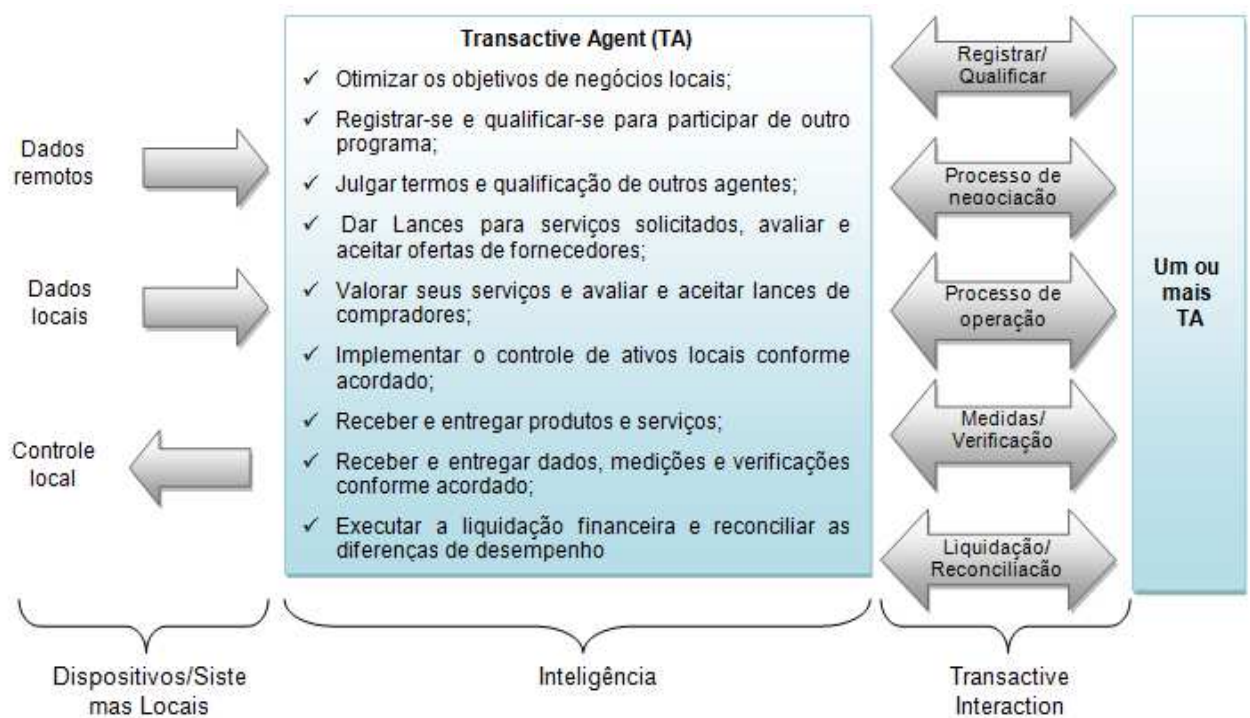 Transactive Agent (TA)
✓ Otimizar os objetivos de negócios locais;
✓ Registrar-se e qualificar-se para participar de outro
programa;
✓ Julgar termos e qualificação de outros agentes;
✓ Dar Lances para serviços solicitados, avaliar e
aceitar ofertas de fornecedores;
✓ Valorar seus serviços e avaliar e aceitar lances de
compradores;
✓ Implementar o controle de ativos locais conforme
acordado;
✓ Receber e entregar produtos e serviços;
✓ Receber e entregar dados, medições e verificações
conforme acordado;
✓ Executar a liquidação financeira e reconciliar as
diferenças de desempenho
Dados
remotos
Dados
locais
Controle
local
Registrar/
Qualificar
Processo de
negociação
Processo de
operação
Medidas/
Verificação
Liquidação/
Reconciliação
Um ou
mais
TA
Dispositivos/Siste
mas Locais
Inteligência
Transactive
Interaction